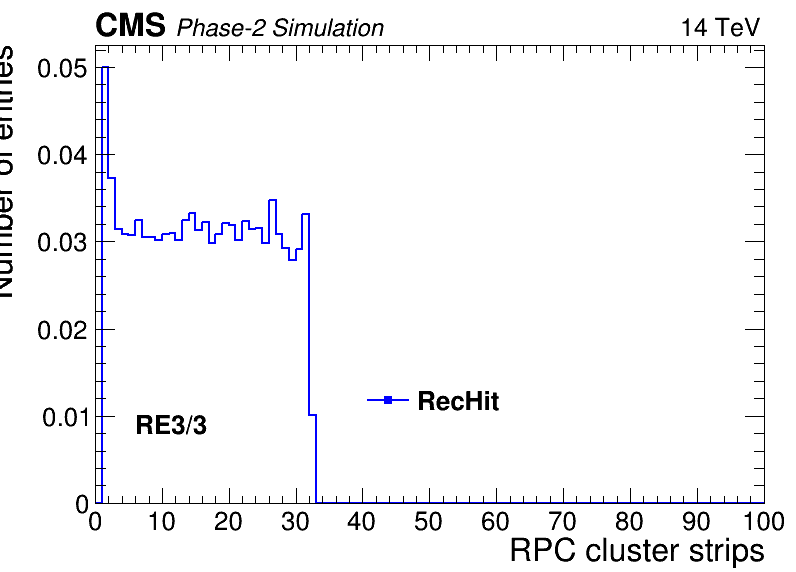 CMS Phase-2 Simulation 14 TeV
Number of entries
0.05
0.04
0.03
0.02
0.01
0
RE3/3
RecHit
0 10 20 30 40 50 60 70 80 90 100
RPC cluster strips